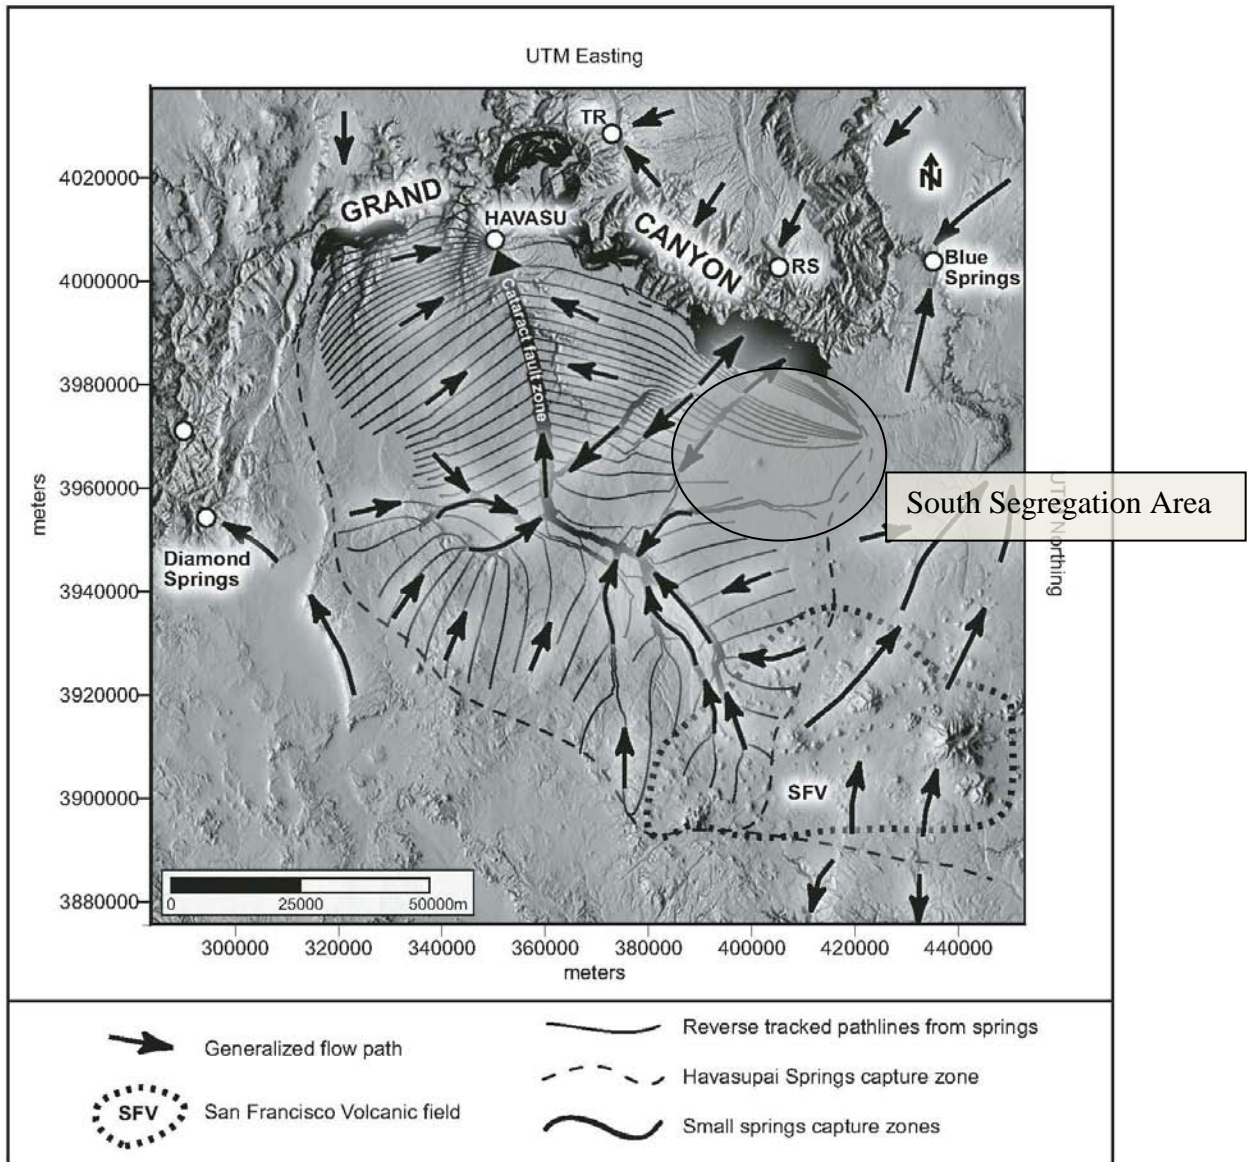 UTM Easting
TR
4020000
N
GRAND
HAVASU
CANYON
RS
Blue
Springs
4000000
Cataract fault zone
3980000
3960000
South Segregation Area
meters
Diamond
Springs
3940000
3920000
SFV
3900000
3880000
0
25000
50000m
300000
320000
340000
360000
380000
400000
420000
440000
meters
Generalized flow path
Reverse tracked pathlines from springs
Havasupai Springs capture zone
SFV
San Francisco Volcanic field
Small springs capture zones